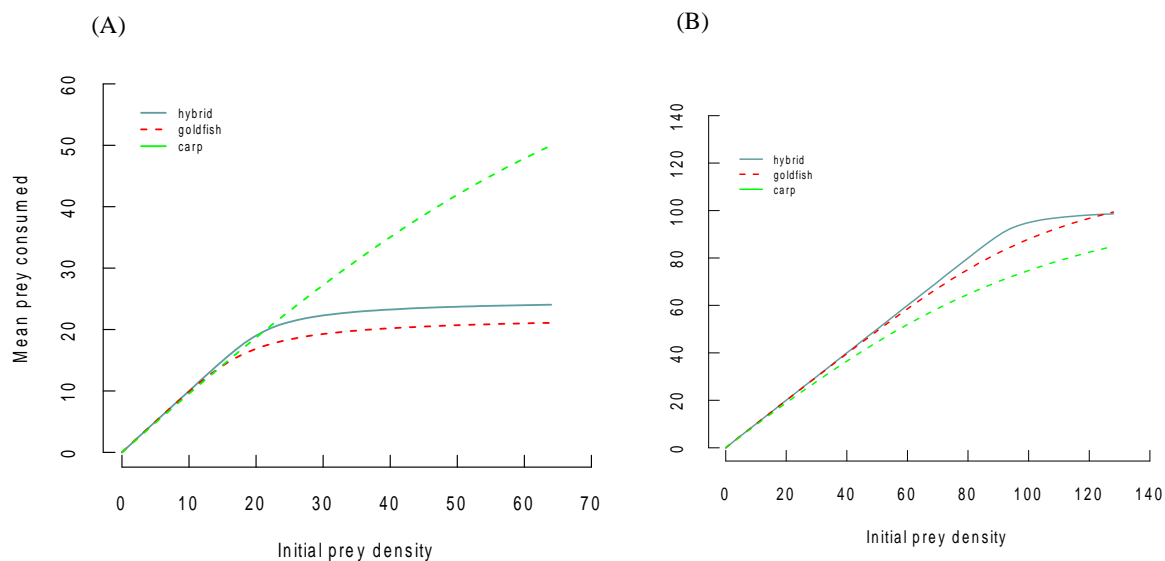 (A)
Mean prey consumed
60
50
40
30
20
10
0
hybrid
goldfish
carp
0 10 20 30 40 50 60 70
Initial prey density
(B)
140
120
100
80
60
40
20
0
hybrid
goldfish
carp
0 20 40 60 80 100 120 140
Initial prey density